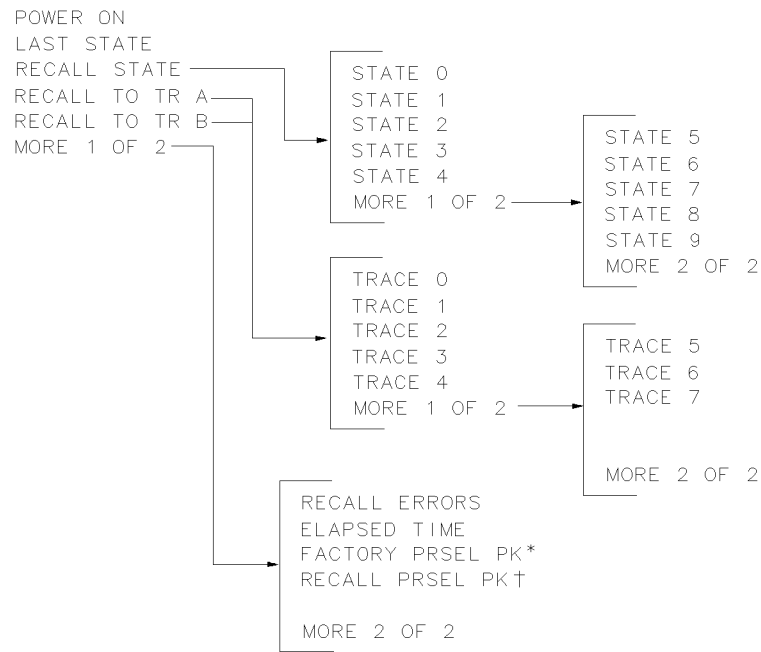 POWER ON
LAST STATE
RECALL STATE
RECALL TO TR A
RECALL TO TR B
MORE 1 OF 2
STATE 0
STATE 1
STATE 2
STATE 3
STATE 4
MORE 1 OF 2
STATE 5
STATE 6
STATE 7
STATE 8
STATE 9
MORE 2 OF 2
TRACE 0
TRACE 1
TRACE 2
TRACE 3
TRACE 4
MORE 1 OF 2
TRACE 5
TRACE 6
TRACE 7
MORE 2 OF 2
RECALL ERRORS
ELAPSED TIME
FACTORY PRSEL PK*
RECALL PRSEL PK†
MORE 2 OF 2